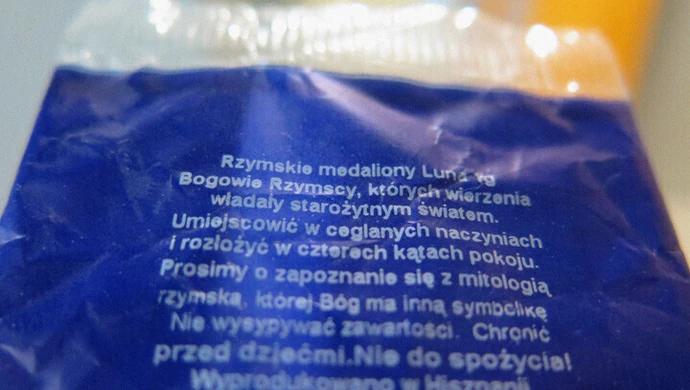 Rzymskie medaliony Luna
Bogowie Rzymscy, których wierzenia
władały starożytnym światem.
Umiejscowić w ceglanych naczyniach
i rozłożyć w czterech kątach pokoju.
Prosimy o zapoznanie się z mitologią
rzymska, której Bóg ma inną symbolikę
Nie wysypywać zawartości. Chronić
przed dziećmi.Nie do spożycia!
Wyprodukowano w Hiszpanii